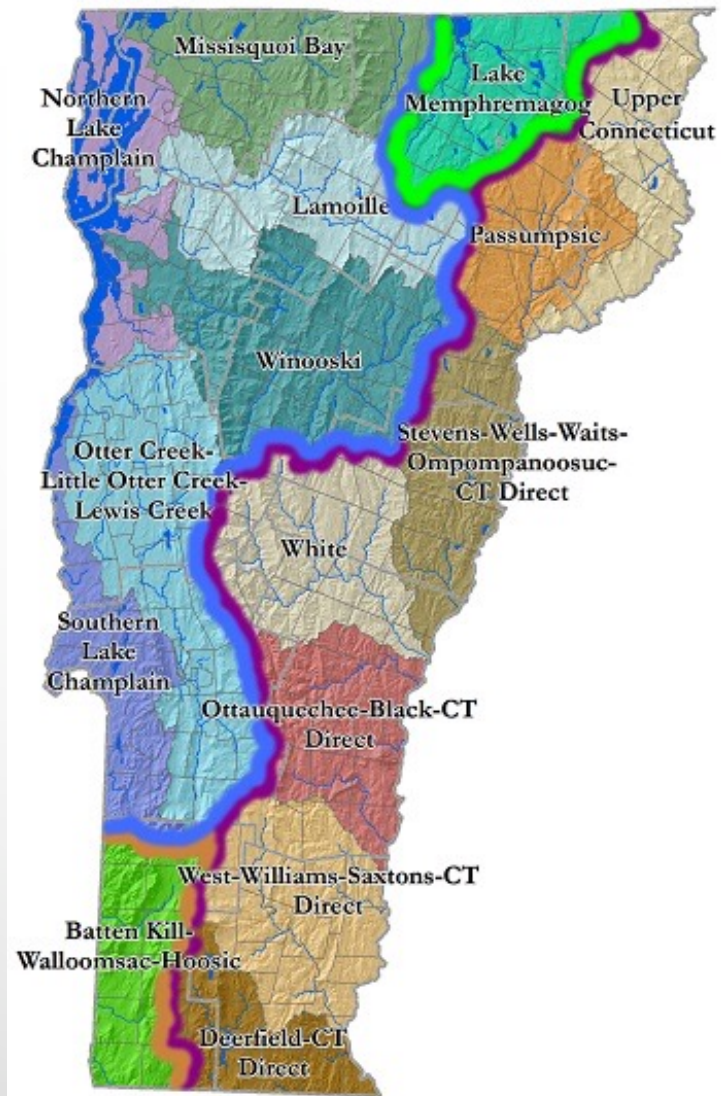 Missisquoi Bay
Lake
Memphremagog
Northern
Lake
Champlain
Upper
Connecticut
Lamoille
Passumpsic
Winooski
Otter Creek-
Little Otter Creek-
Lewis Creek
Stevens-Wells-Waits-
Ompompanoosuc-
CT Direct
White
Southern
Lake
Champlain
Ottauquechee-Black-CT
Direct
West-Williams-Saxtons-CT
Direct
Batten Kill-
Walloomsac-Hoosic
Deerfield-CT
Direct